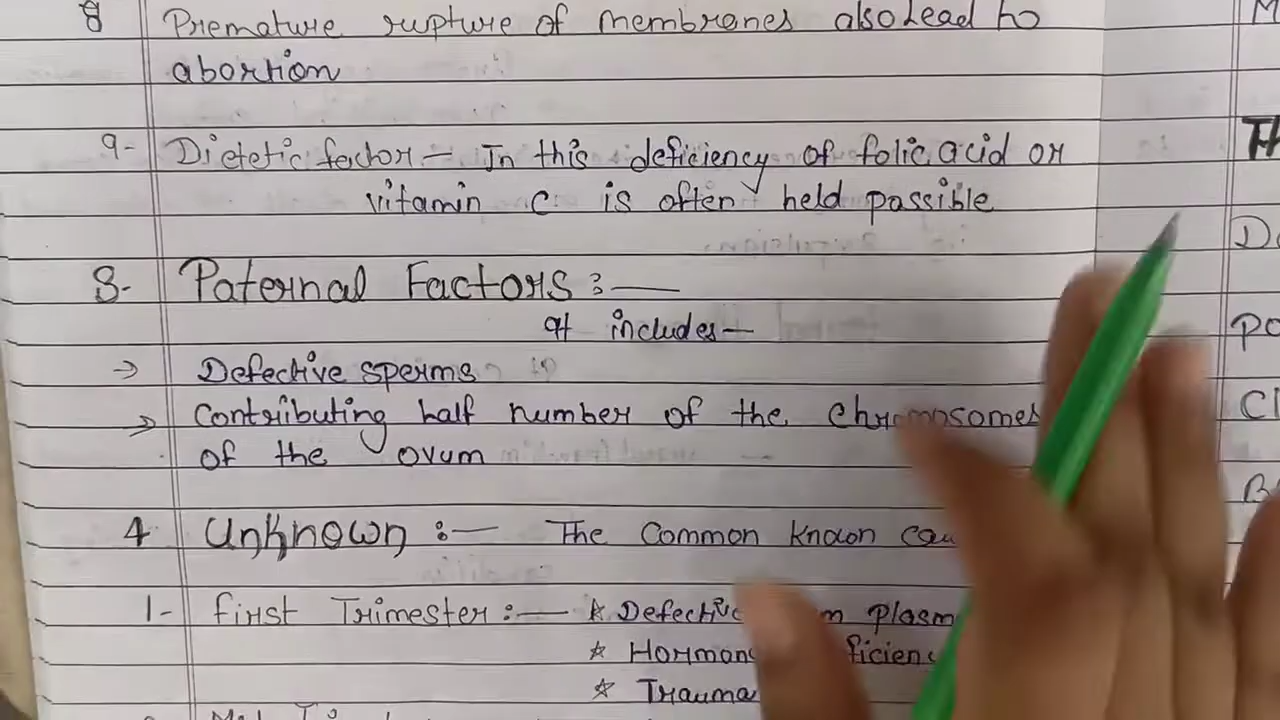 8 Premature rupture of membranes also Lead to
abortion
9- Dietetic factor - In this deficiency of folic acid or
vitamin C is often held passible
3- Paternal Factors :-
It includes-
→ Defective sperms
→ Contributing half number of the chromosomes
of the ovum
4 Unknown :- The Common Known
1- First Trimester :- * Defective plasm
* 
* Trauma